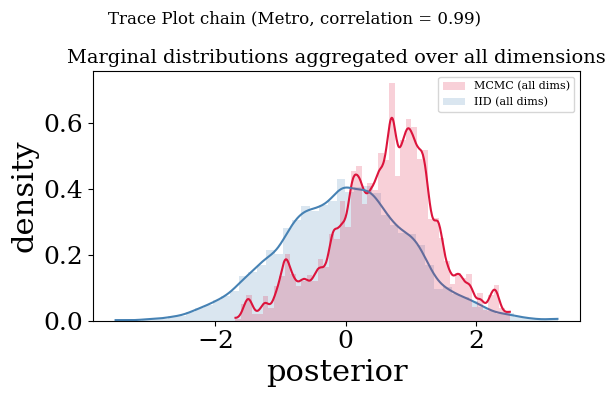 Trace Plot chain (Metro, correlation = 0.99)
Marginal distributions aggregated over all dimensions
MCMC (all dims)
IID (all dims)
density
0.6
0.4
0.2
0.0
−2 0 2
posterior